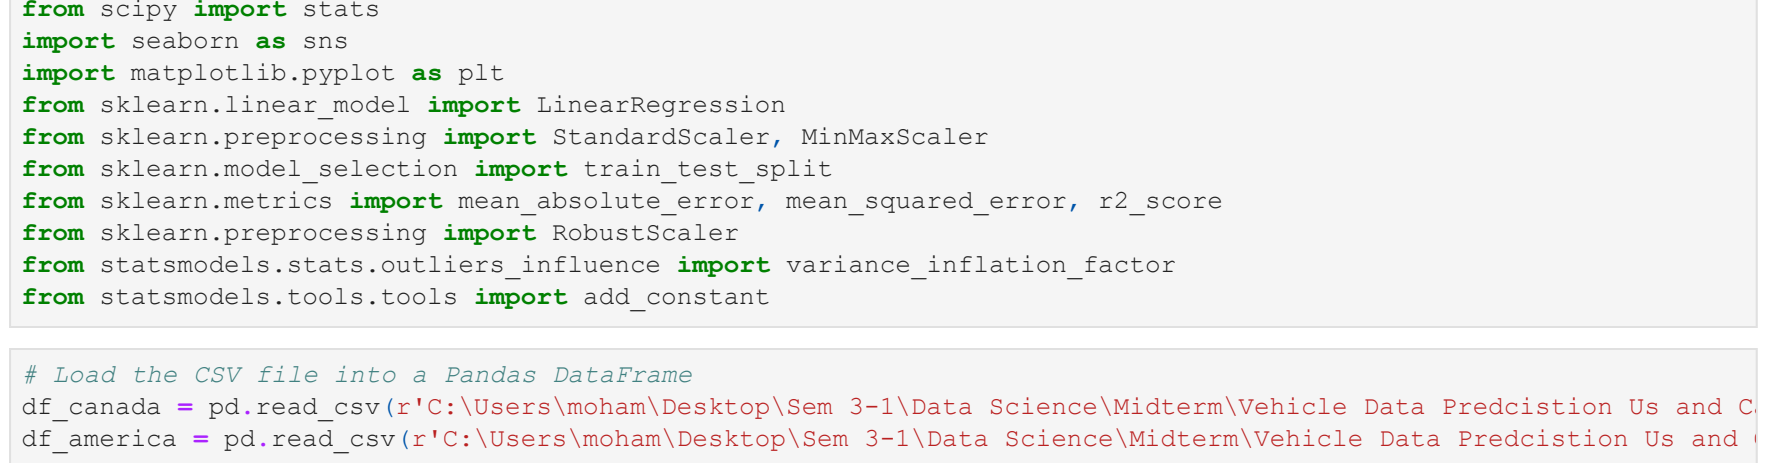 from scipy import stats
import seaborn as sns
import matplotlib.pyplot as plt
from sklearn.linear_model import LinearRegression
from sklearn.preprocessing import StandardScaler, MinMaxScaler
from sklearn.model_selection import train_test_split
from sklearn.metrics import mean_absolute_error, mean_squared_error, r2_score
from sklearn.preprocessing import RobustScaler
from statsmodels.stats.outliers_influence import variance_inflation_factor
from statsmodels.tools.tools import add_constant
# Load the CSV file into a Pandas DataFrame
df_canada = pd.read_csv(r'C:\Users\moham\Desktop\Sem 3-1\Data Science\Midterm\Vehicle Data Predcistion Us and
df_america = pd.read_csv(r'C:\Users\moham\Desktop\Sem 3-1\Data Science\Midterm\Vehicle Data Predcistion Us and